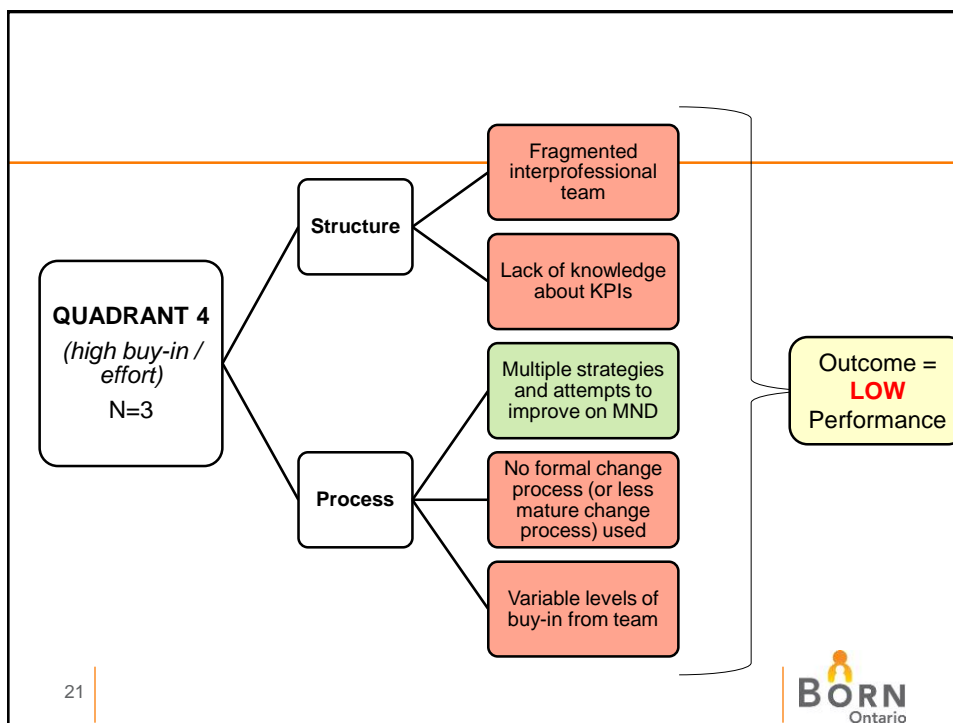 Fragmented
interprofessional
team
Structure
Lack of knowledge
about KPIs
QUADRANT 4
(high buy-in /
effort)
N=3
Multiple strategies
and attempts to
improve on MND
Outcome =
LOW
Performance
No formal change
process (or less
mature change
process) used
Process
Variable levels of
buy-in from team
21
BORN
Ontario